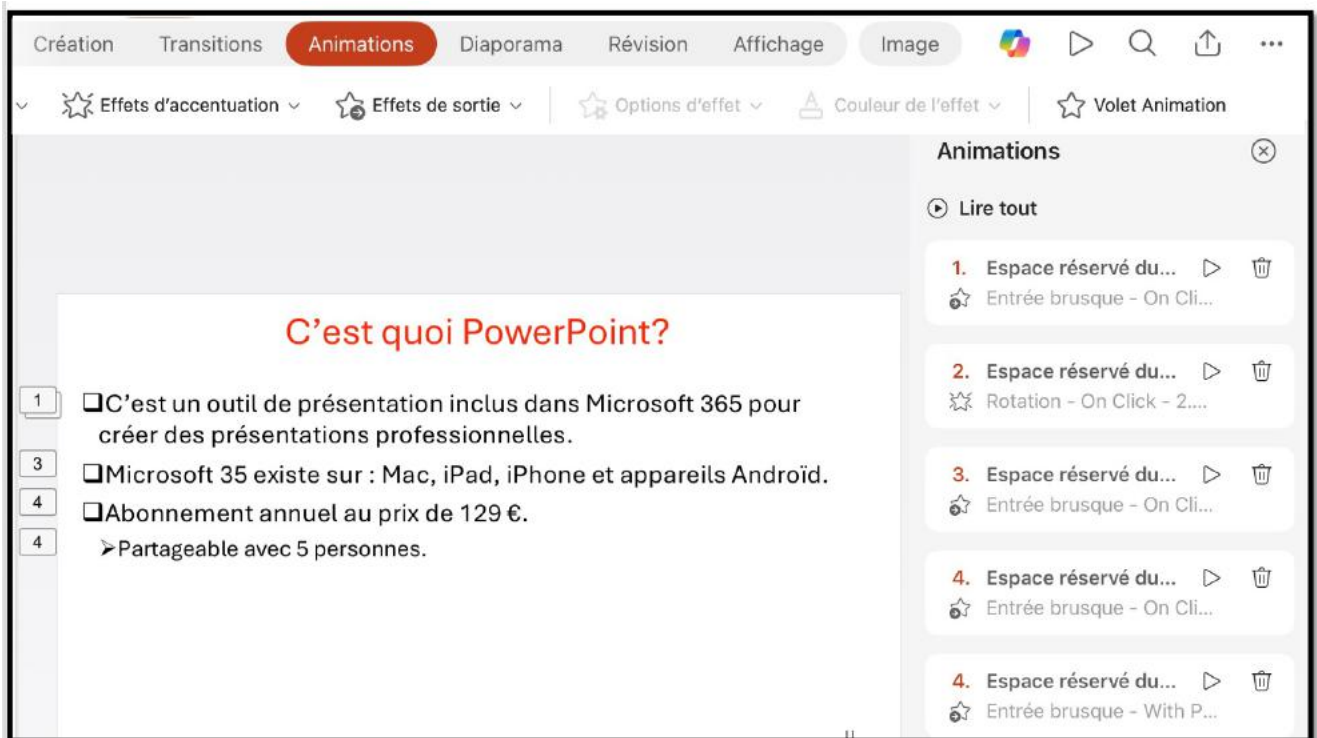 Création Transitions Animations Diaporama Révision Affichage Image
Effets d'accentuation Effets de sortie Options d'effet Couleur de l'effet Volet Animation
Animations
Lire tout
1. Espace réservé du...
Entrée brusque - On Cli...
2. Espace réservé du...
Rotation - On Click - 2....
3. Espace réservé du...
Entrée brusque - On Cli...
4. Espace réservé du...
Entrée brusque - On Cli...
4. Espace réservé du...
Entrée brusque - With P...
C'est quoi PowerPoint?
1 ❑C'est un outil de présentation inclus dans Microsoft 365 pour
créer des présentations professionnelles.
3 ❑Microsoft 35 existe sur : Mac, iPad, iPhone et appareils Androïd.
4 ❑Abonnement annuel au prix de 129 €.
4 ➢Partageable avec 5 personnes.